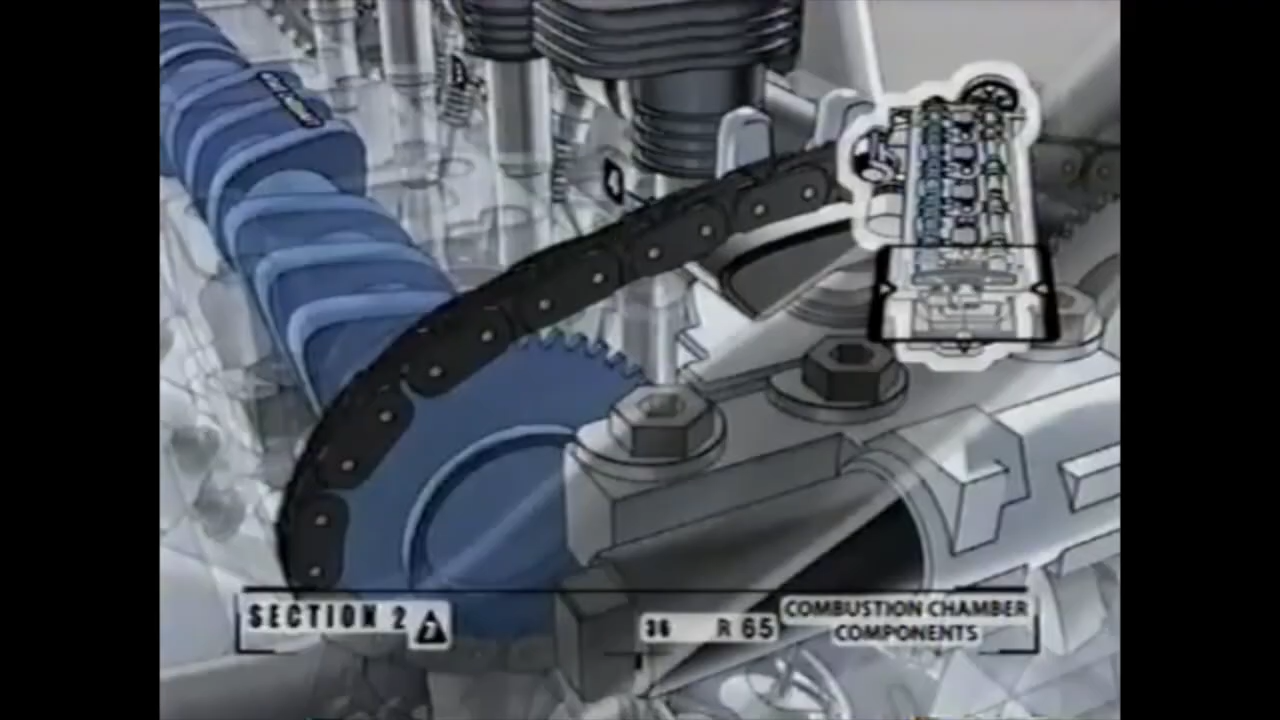 SECTION 2
36 R 65
COMBUSTION CHAMBER
COMPONENTS